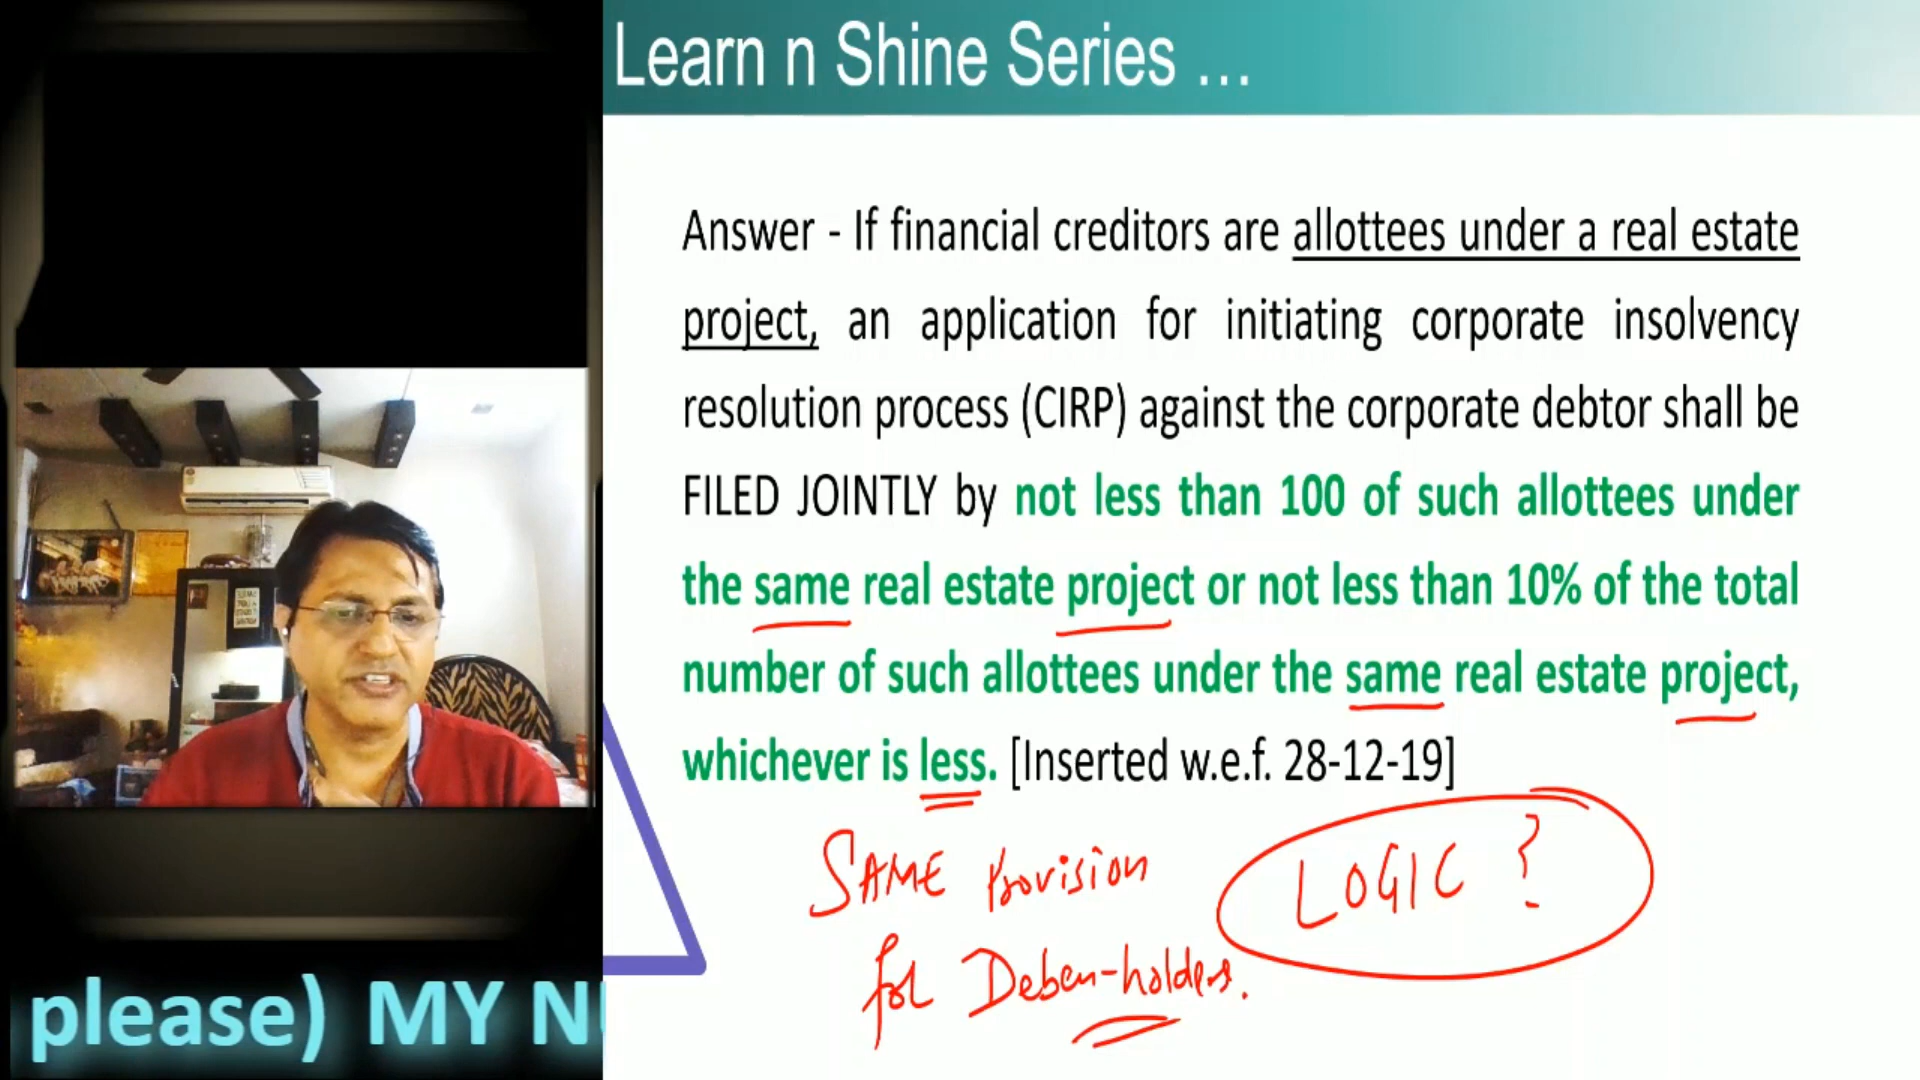 Learn n Shine Series ...
Answer - If financial creditors are allottees under a real estate
project, an application for initiating corporate insolvency
resolution process (CIRP) against the corporate debtor shall be
FILED JOINTLY by not less than 100 of such allottees under
the same real estate project or not less than 10% of the total
number of such allottees under the same real estate project,
whichever is less. [Inserted w.e.f. 28-12-19]
SAME Provision
for Deben-holders.
LOGIC ?
please) MY